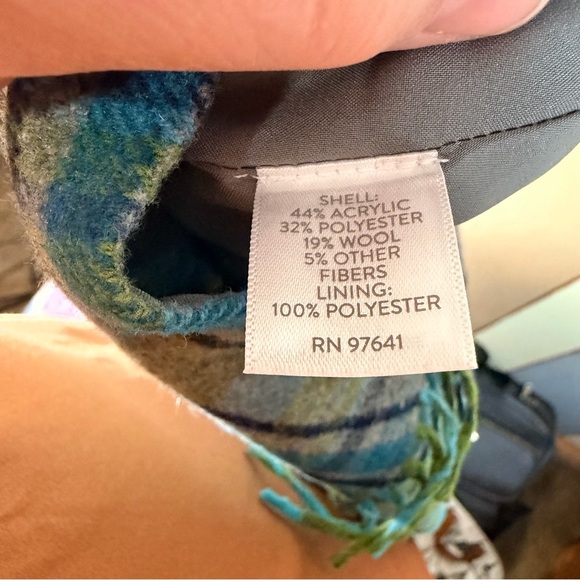 SHELL:
44% ACRYLIC
32% POLYESTER
19% WOOL
5% OTHER
FIBERS
LINING:
100% POLYESTER
RN 97641